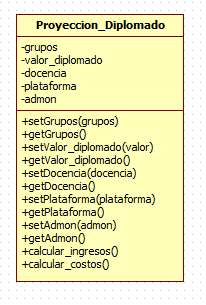 Proyeccion_Diplomado
-grupos
-valor_diplomado
-docencia
-plataforma
-admon
+setGrupos(grupos)
+getGrupos()
+setValor_diplomado(valor)
+getValor_diplomado()
+setDocencia(docencia)
+getDocencia()
+setPlataforma(plataforma)
+getPlataforma()
+setAdmon(admon)
+getAdmon()
+calcular_ingresos()
+calcular_costos()